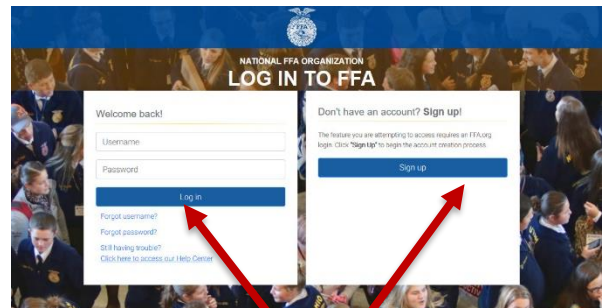 FFA
NATIONAL FFA ORGANIZATION
LOG IN TO FFA
Welcome back!
Username
Password
Log in
Forgot username?
Forgot password?
Still having trouble?
Click here to access our Help Center
Don't have an account? Sign up!
The feature you are attempting to access requires an FFA.org
login. Click "Sign Up" to begin the account creation process.
Sign up